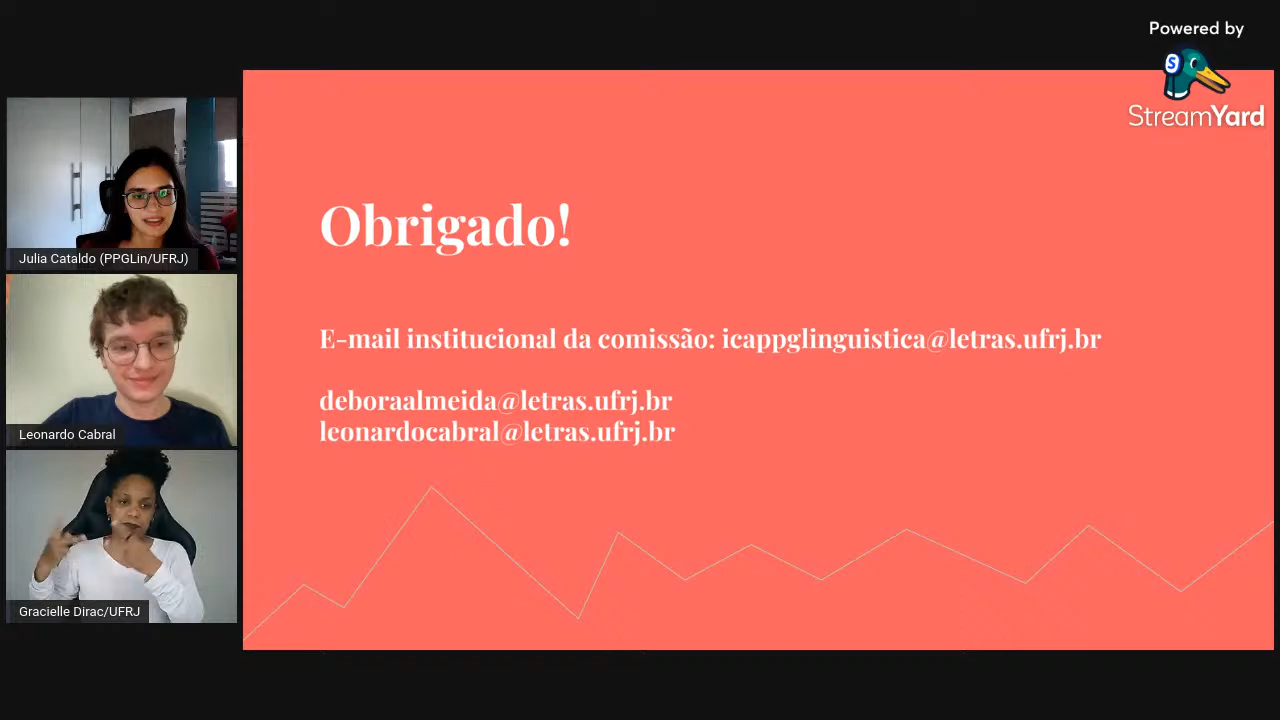 Powered by
StreamYard
Julia Cataldo (PPGLin/UFRJ)
Leonardo Cabral
Gracielle Dirac/UFRJ
Obrigado!
E-mail institucional da comissão: icappglinguistica@letras.ufrj.br
deboraalmeida@letras.ufrj.br
leonardocabral@letras.ufrj.br